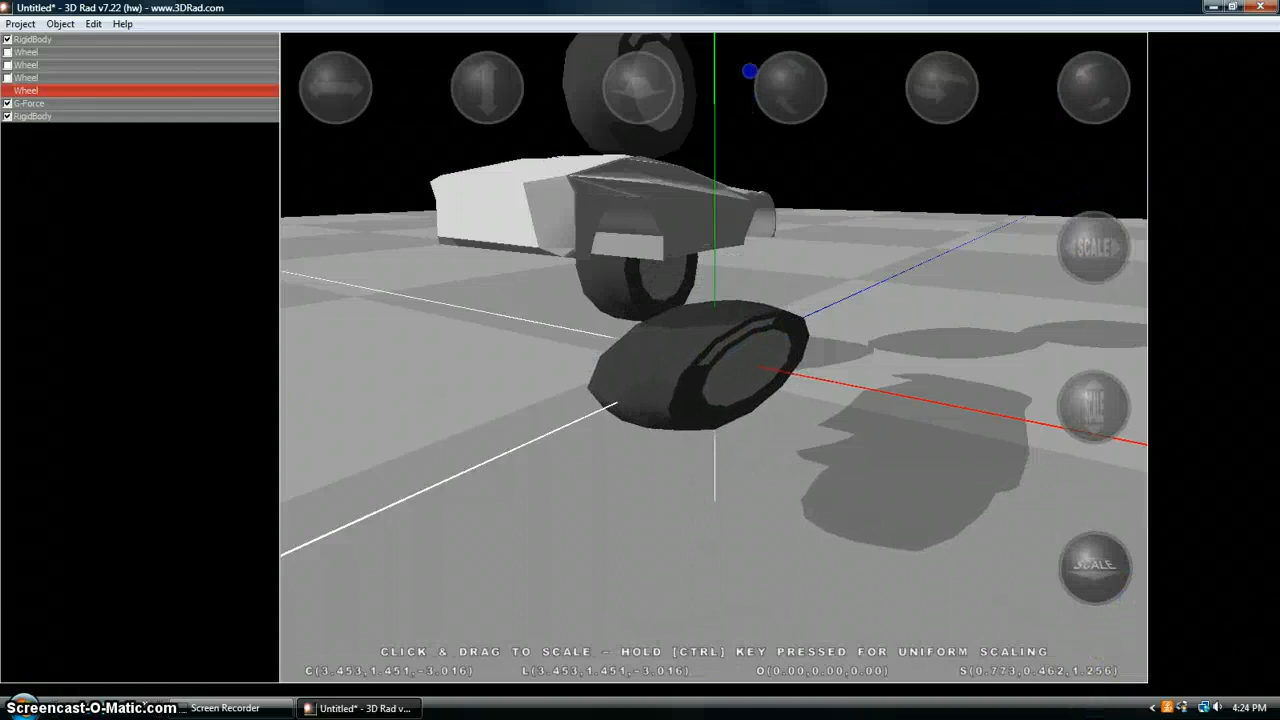 Untitled* - 3D Rad v7.22 (hw) - www.3DRad.com
Project Object Edit Help
RigidBody
Wheel
Wheel
Wheel
Wheel
G-Force
RigidBody
SCALE
SCALE
SCALE
CLICK & DRAG TO SCALE - HOLD [CTRL] KEY PRESSED FOR UNIFORM SCALING
C(3.453,1.451,-3.016) L(3.453,1.451,-3.016) O(0.00,0.00,0.00) S(0.773,0.462,1.256)
Screencast-O-Matic.com Screen Recorder Untitled* - 3D Rad v... 4:24 PM